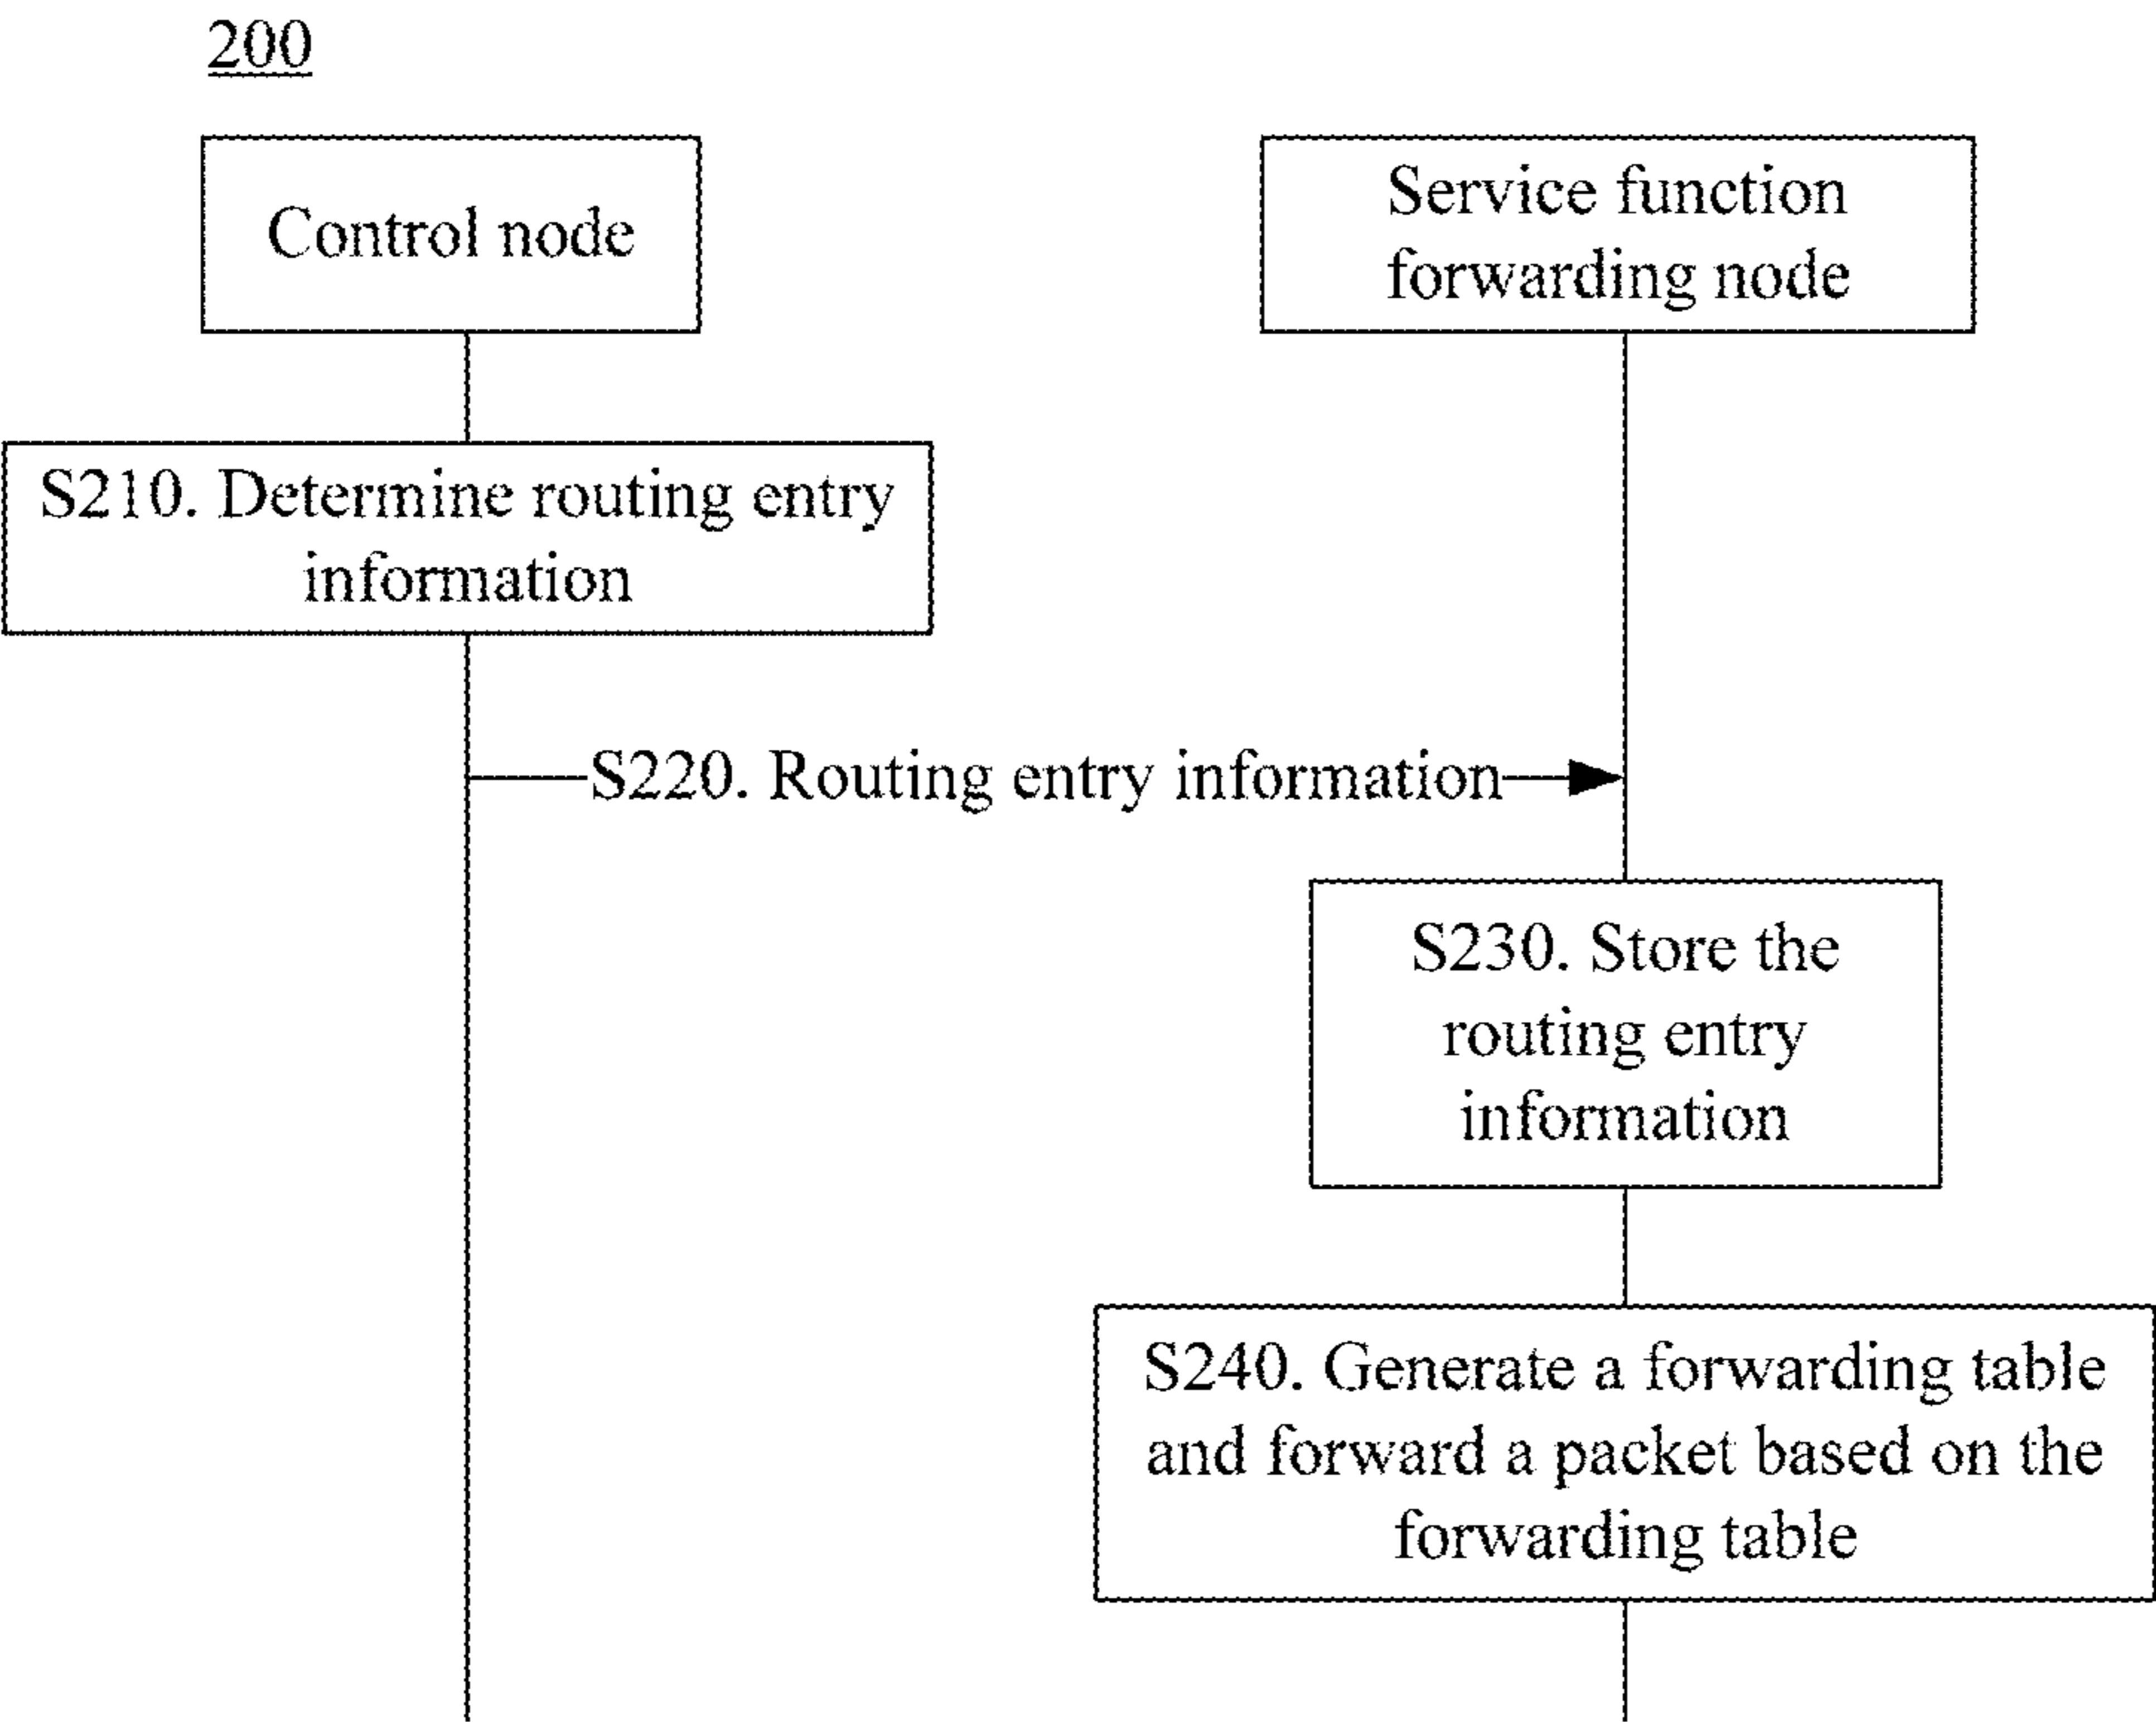 200
Control node
Service function
forwarding node
S210. Determine routing entry
information
S220. Routing entry information
S230. Store the
routing entry
information
S240. Generate a forwarding table
and forward a packet based on the
forwarding table